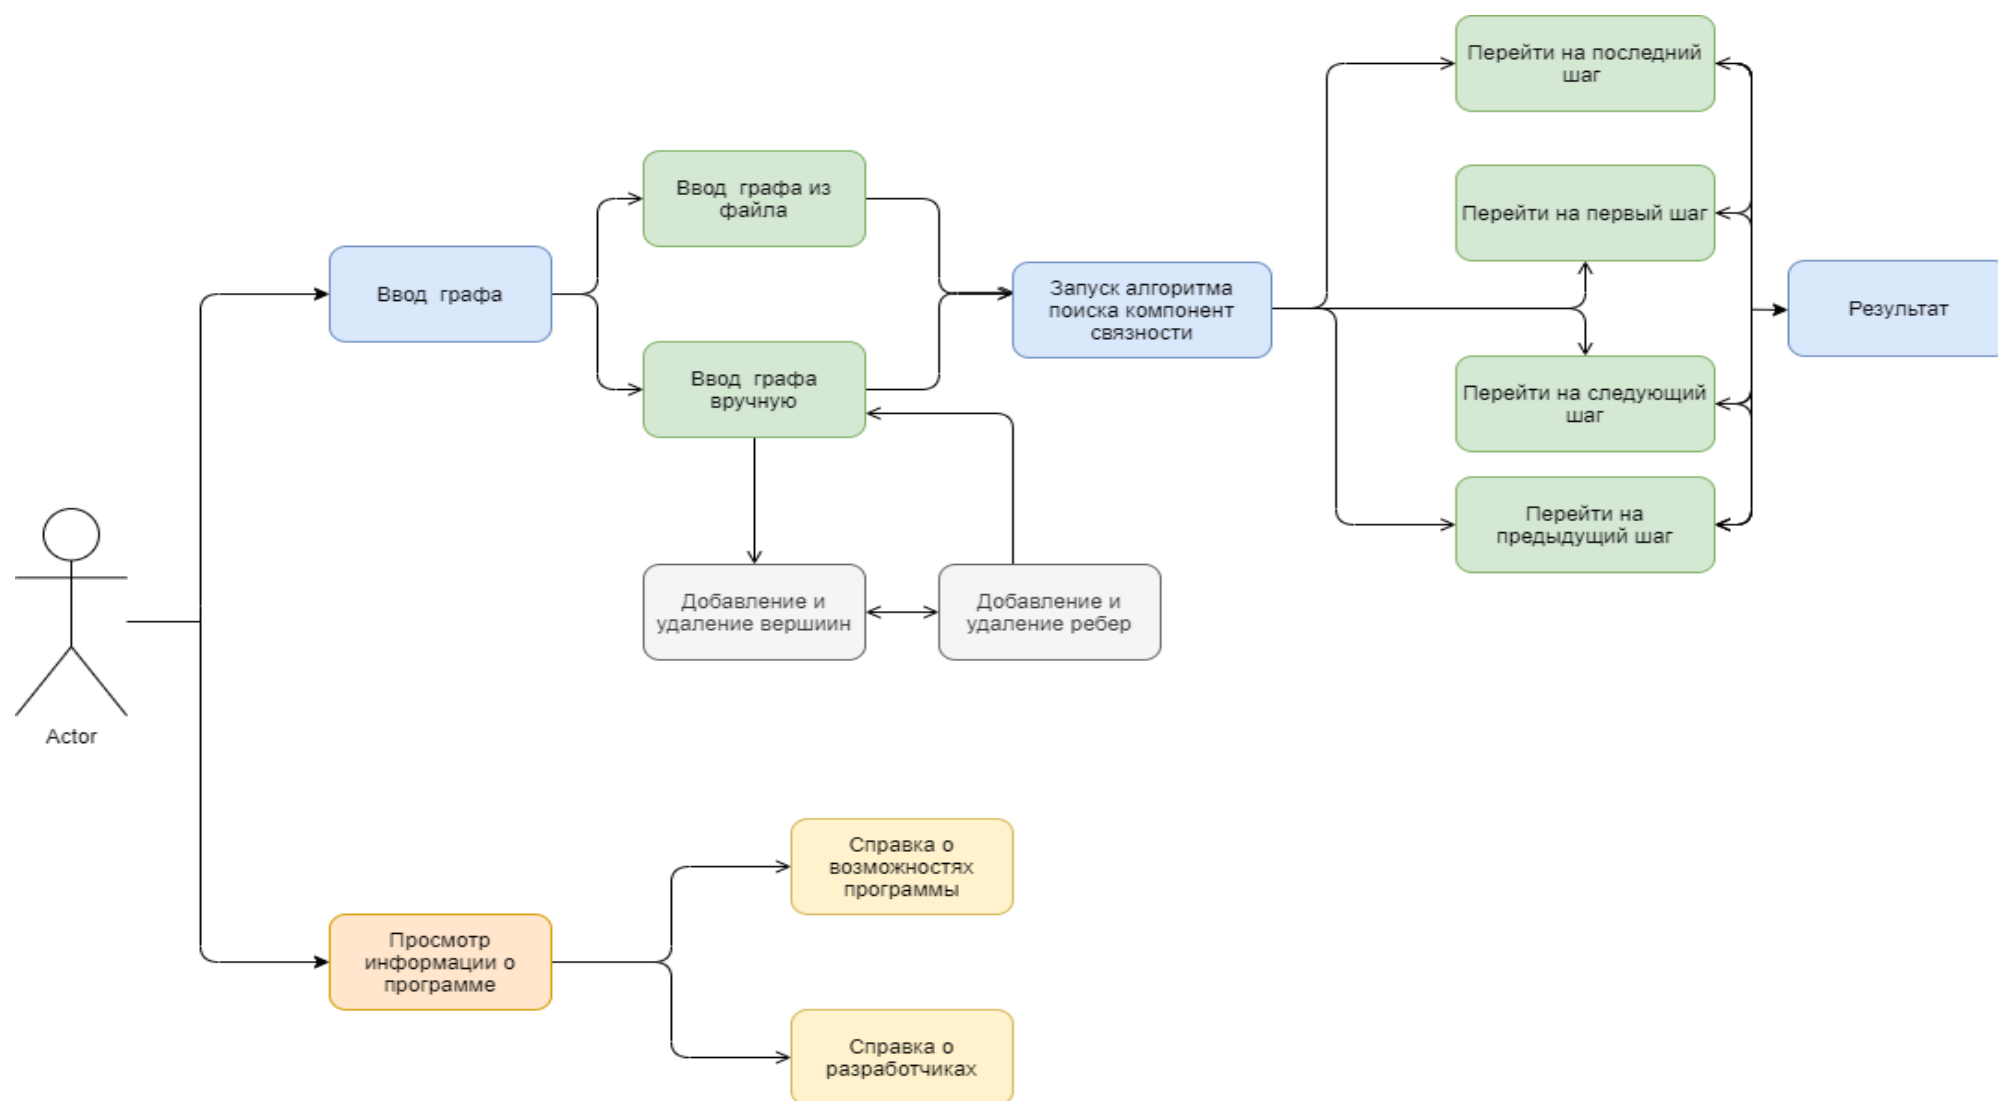 Перейти на последний
шаг
Ввод графа из
файла
Перейти на первый шаг
Ввод графа
Запуск алгоритма
поиска компонент
связности
Результат
Ввод графа
вручную
Перейти на следующий
шаг
Перейти на
предыдущий шаг
Добавление и
удаление вершиин
Добавление и
удаление ребер
Actor
Справка о
возможностях
программы
Просмотр
информации о
программе
Справка о
разработчиках